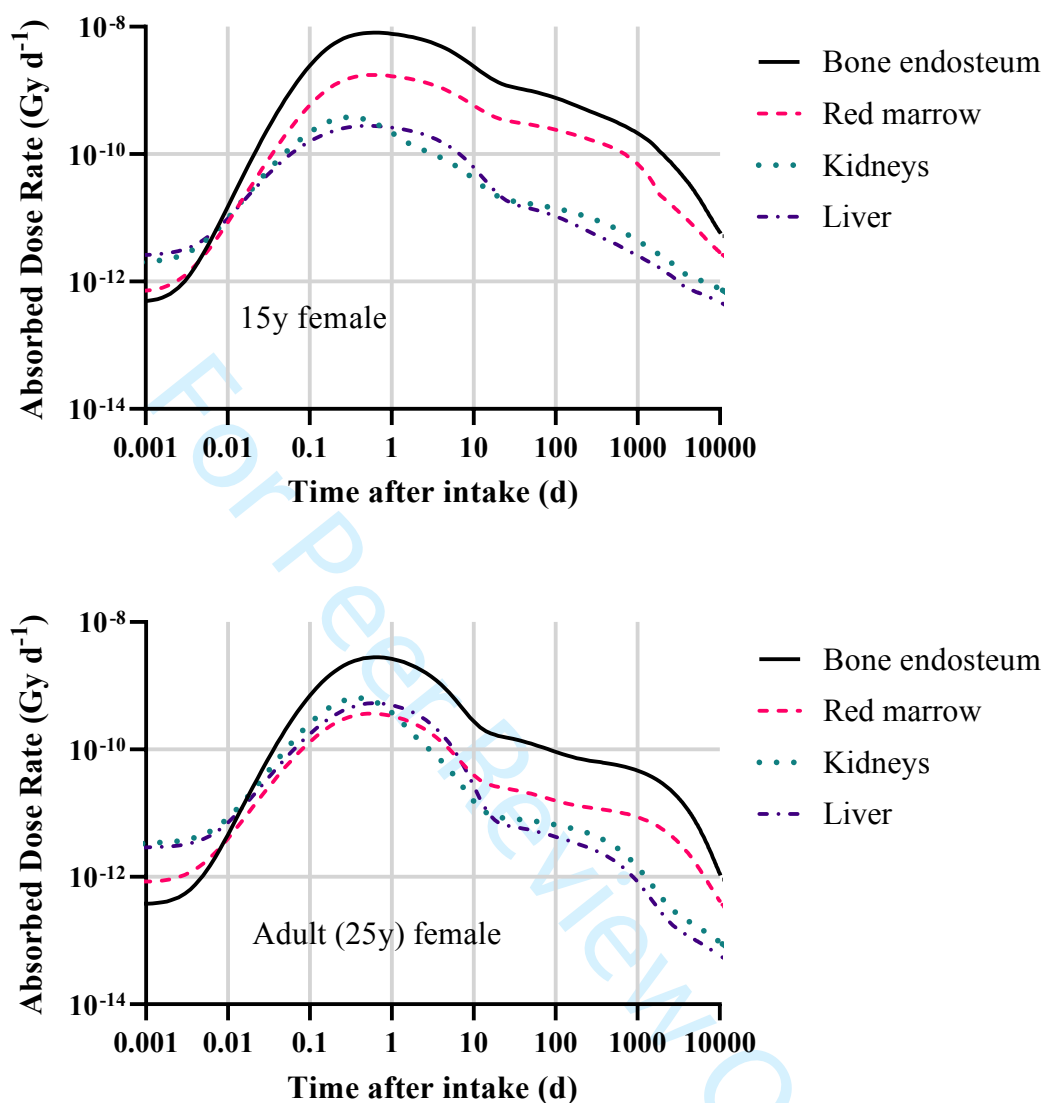 Absorbed Dose Rate (Gy d⁻¹)
10⁻⁸
10⁻¹⁰
10⁻¹²
10⁻¹⁴
15y female
0.001 0.01 0.1 1 10 100 1000 10000
Time after intake (d)
Bone endosteum
Red marrow
Kidneys
Liver
Absorbed Dose Rate (Gy d⁻¹)
10⁻⁸
10⁻¹⁰
10⁻¹²
10⁻¹⁴
Adult (25y) female
0.001 0.01 0.1 1 10 100 1000 10000
Time after intake (d)
Bone endosteum
Red marrow
Kidneys
Liver
For Peer Review O